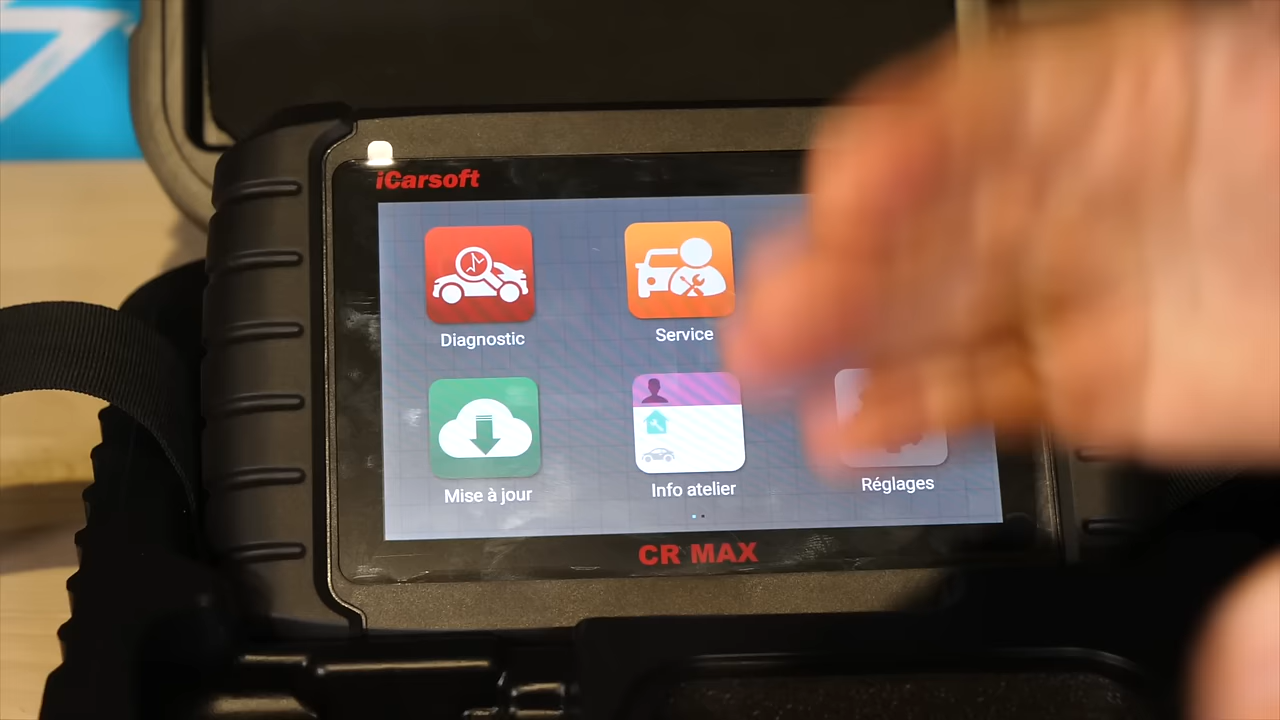 iCarsoft
Diagnostic
Service
Mise à jour
Info atelier
Réglages
CR MAX